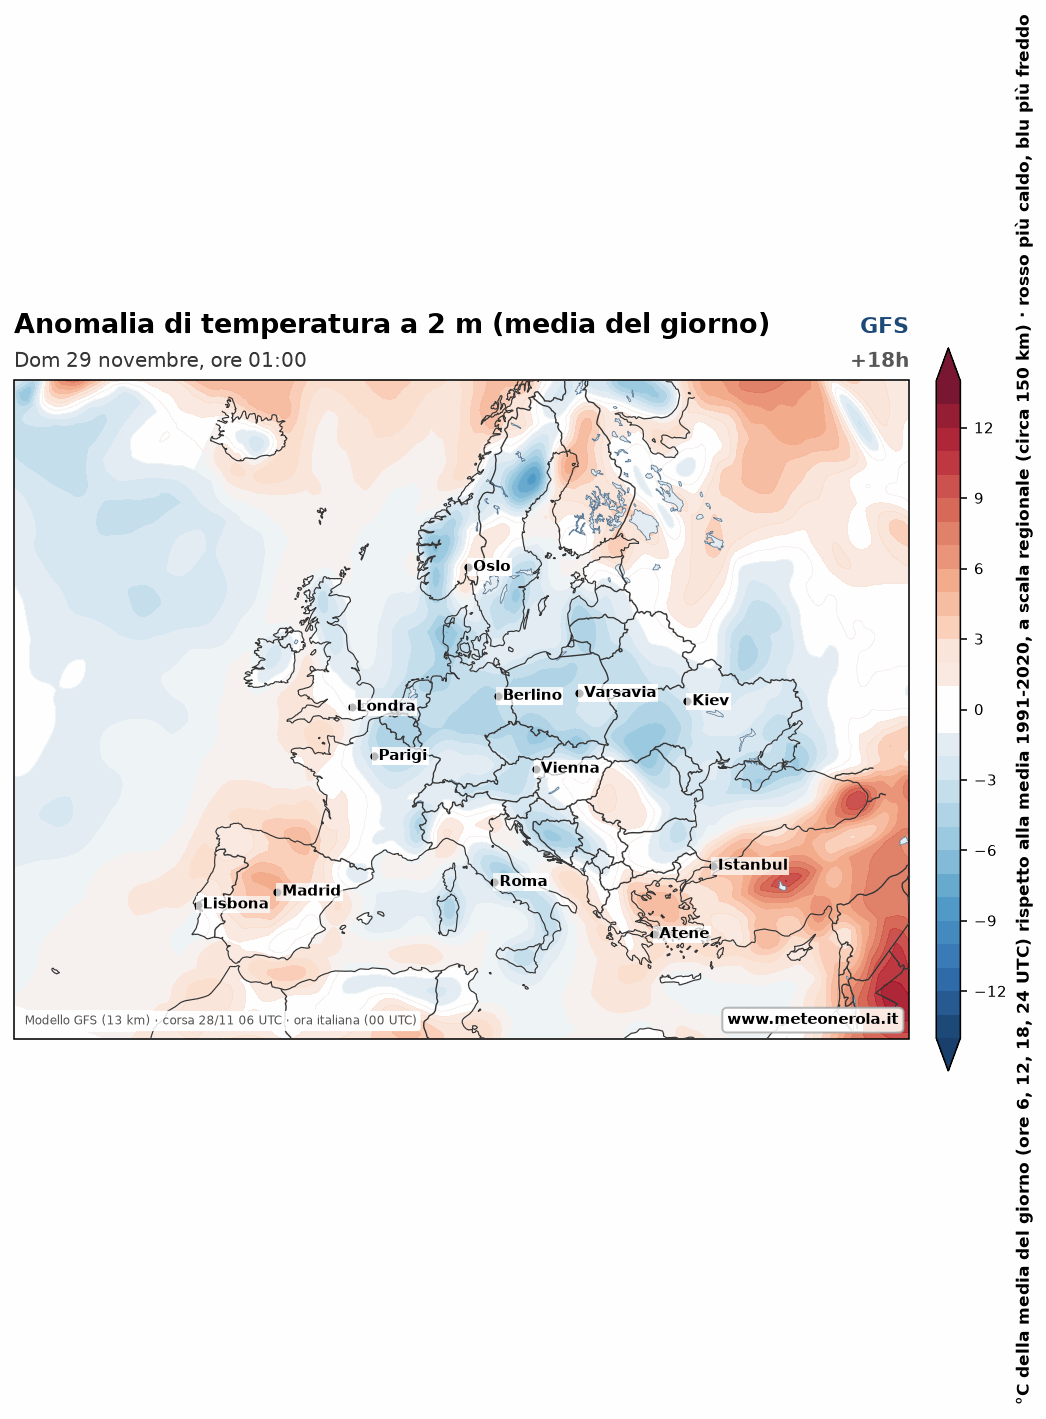 Anomalia di temperatura a 2 m (media del giorno)
GFS
Dom 29 novembre, ore 01:00
+18h
Oslo
Londra
Berlino
Varsavia
Kiev
Parigi
Vienna
Istanbul
Roma
Madrid
Lisbona
Atene
Modello GFS (13 km) · corsa 28/11 06 UTC · ora italiana (00 UTC)
www.meteonerola.it
12
9
6
3
0
−3
−6
−9
−12
°C della media del giorno (ore 6, 12, 18, 24 UTC) rispetto alla media 1991-2020, a scala regionale (circa 150 km) · rosso più caldo, blu più freddo